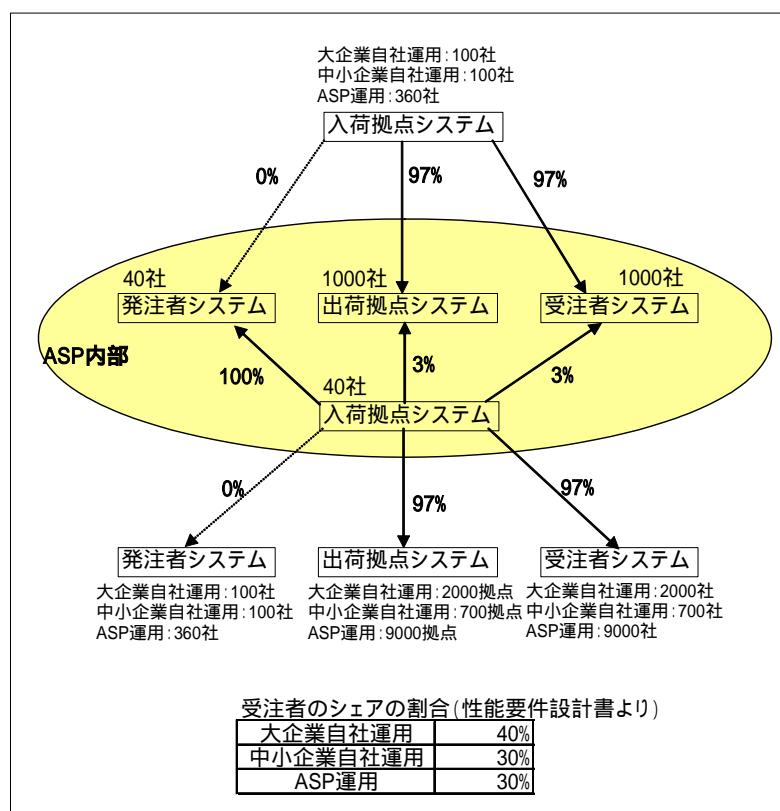 大企業自社運用:100社
中小企業自社運用:100社
ASP運用:360社
入荷拠点システム
0%
97%
97%
40社
1000社
1000社
発注者システム
出荷拠点システム
受注者システム
ASP内部
100%
3%
3%
40社
入荷拠点システム
0%
97%
97%
発注者システム
大企業自社運用:100社
中小企業自社運用:100社
ASP運用:360社
出荷拠点システム
大企業自社運用:2000拠点
中小企業自社運用:700拠点
ASP運用:9000拠点
受注者システム
大企業自社運用:2000社
中小企業自社運用:700社
ASP運用:9000社
受注者のシェアの割合(性能要件設計書より)
大企業自社運用 40%
中小企業自社運用 30%
ASP運用 30%